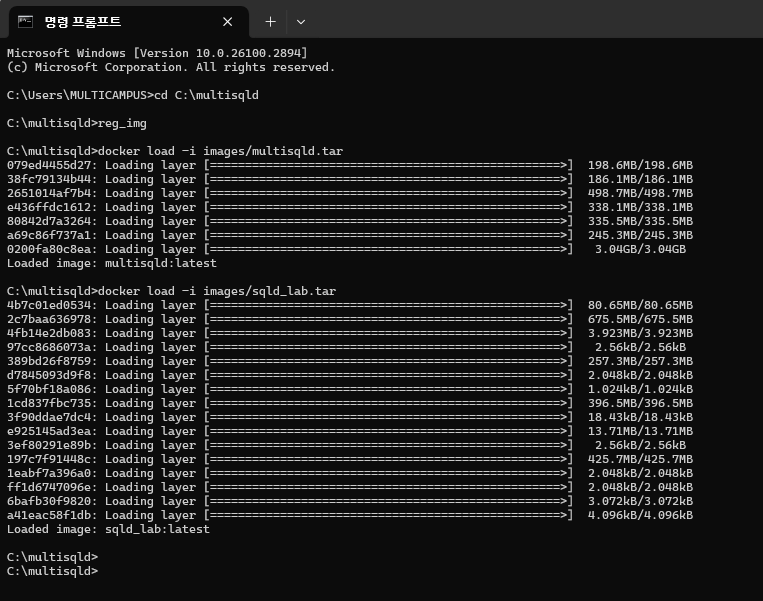 명령 프롬프트
Microsoft Windows [Version 10.0.26100.2894]
(c) Microsoft Corporation. All rights reserved.
C:\Users\MULTICAMPUS>cd C:\multisqld
C:\multisqld>reg_img
C:\multisqld>docker load -i images/multisqld.tar
079ed4455d27: Loading layer [==================================================>]  198.6MB/198.6MB
38fc79134b44: Loading layer [==================================================>]  186.1MB/186.1MB
2651014af7b4: Loading layer [==================================================>]  498.7MB/498.7MB
e436ffdc1612: Loading layer [==================================================>]  338.1MB/338.1MB
80842d7a3264: Loading layer [==================================================>]  335.5MB/335.5MB
a69c86f737a1: Loading layer [==================================================>]  245.3MB/245.3MB
0200fa80c8ea: Loading layer [==================================================>]   3.04GB/3.04GB
Loaded image: multisqld:latest
C:\multisqld>docker load -i images/sqld_lab.tar
4b7c01ed0534: Loading layer [==================================================>]  80.65MB/80.65MB
2c7baa636978: Loading layer [==================================================>]  675.5MB/675.5MB
4fb14e2db083: Loading layer [==================================================>]  3.923MB/3.923MB
97cc8686073a: Loading layer [==================================================>]   2.56kB/2.56kB
389bd26f8759: Loading layer [==================================================>]  257.3MB/257.3MB
d7845093d9f8: Loading layer [==================================================>]  2.048kB/2.048kB
5f70bf18a086: Loading layer [==================================================>]  1.024kB/1.024kB
1cd837fbc735: Loading layer [==================================================>]  396.5MB/396.5MB
3f90ddae7dc4: Loading layer [==================================================>]  18.43kB/18.43kB
e925145ad3ea: Loading layer [==================================================>]  13.71MB/13.71MB
3ef80291e89b: Loading layer [==================================================>]   2.56kB/2.56kB
197c7f91448c: Loading layer [==================================================>]  425.7MB/425.7MB
1eabf7a396a0: Loading layer [==================================================>]  2.048kB/2.048kB
ff1d6747096e: Loading layer [==================================================>]  2.048kB/2.048kB
6bafb30f9820: Loading layer [==================================================>]  3.072kB/3.072kB
a41eac58f1db: Loading layer [==================================================>]  4.096kB/4.096kB
Loaded image: sqld_lab:latest
C:\multisqld>
C:\multisqld>